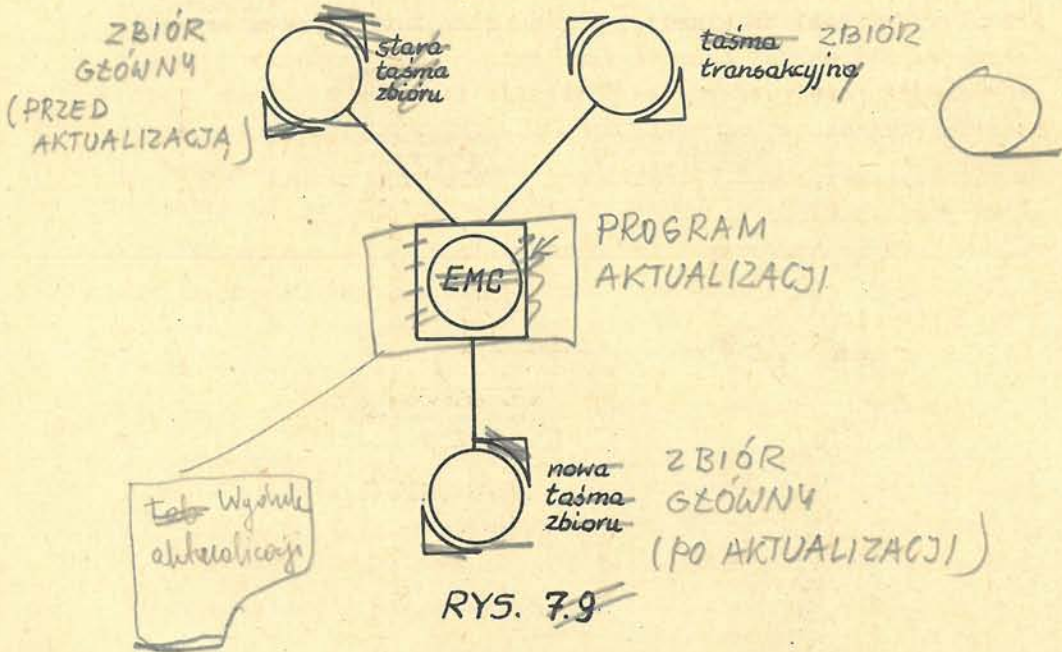 ZBIÓR
GŁÓWNY
(PRZED
AKTUALIZACJĄ)
stara
taśma
zbioru
taśma ZBIÓR
transakcyjna
PROGRAM
AKTUALIZACJI
EMC
nowa
taśma
zbioru
ZBIÓR
GŁÓWNY
(PO AKTUALIZACJI)
Tab
aktualizacji
RYS. 7.9